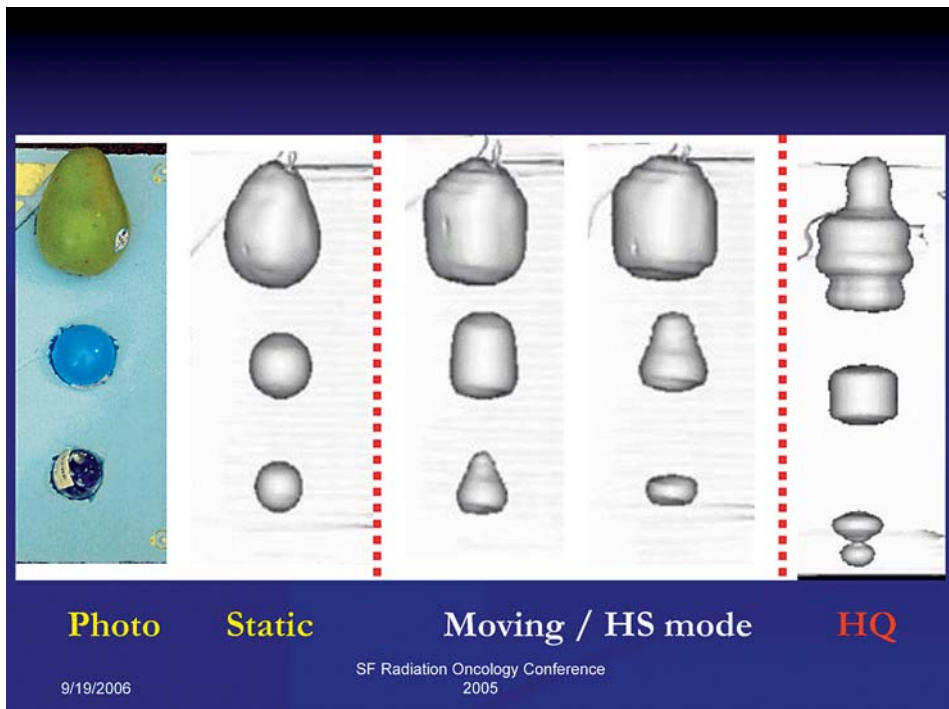 Photo
Static
Moving / HS mode
HQ
9/19/2006
SF Radiation Oncology Conference
2005